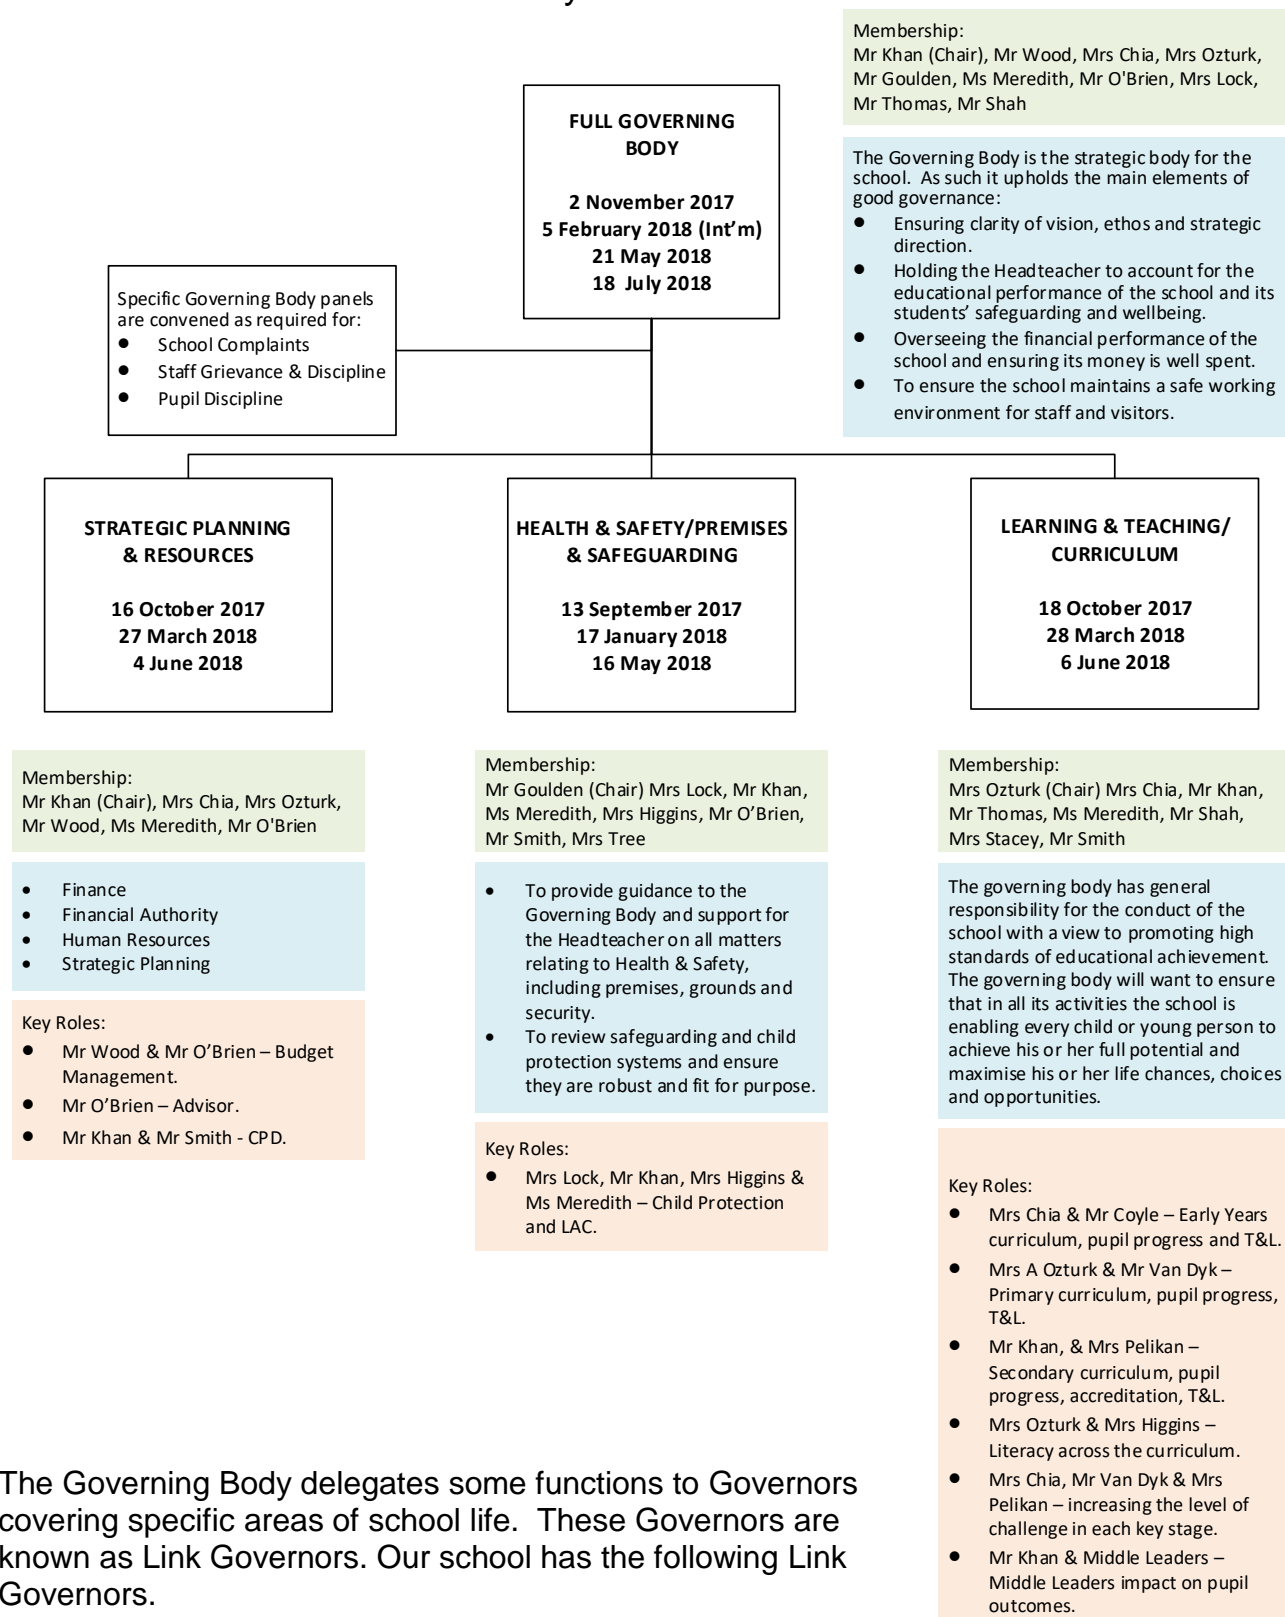 Membership:
Mr Khan (Chair), Mr Wood, Mrs Chia, Mrs Ozturk,
Mr Goulden, Ms Meredith, Mr O'Brien, Mrs Lock,
Mr Thomas, Mr Shah
FULL GOVERNING
BODY
2 November 2017
5 February 2018 (Int’m)
21 May 2018
18 July 2018
The Governing Body is the strategic body for the
school. As such it upholds the main elements of
good governance:
● Ensuring clarity of vision, ethos and strategic
direction.
● Holding the Headteacher to account for the
educational performance of the school and its
students’ safeguarding and wellbeing.
● Overseeing the financial performance of the
school and ensuring its money is well spent.
● To ensure the school maintains a safe working
environment for staff and visitors.
Specific Governing Body panels
are convened as required for:
● School Complaints
● Staff Grievance & Discipline
● Pupil Discipline
STRATEGIC PLANNING
& RESOURCES
16 October 2017
27 March 2018
4 June 2018
HEALTH & SAFETY/PREMISES
& SAFEGUARDING
13 September 2017
17 January 2018
16 May 2018
LEARNING & TEACHING/
CURRICULUM
18 October 2017
28 March 2018
6 June 2018
Membership:
Mr Khan (Chair), Mrs Chia, Mrs Ozturk,
Mr Wood, Ms Meredith, Mr O'Brien
• Finance
• Financial Authority
• Human Resources
• Strategic Planning
Key Roles:
● Mr Wood & Mr O’Brien – Budget
Management.
● Mr O’Brien – Advisor.
● Mr Khan & Mr Smith - CPD.
Membership:
Mr Goulden (Chair) Mrs Lock, Mr Khan,
Ms Meredith, Mrs Higgins, Mr O’Brien,
Mr Smith, Mrs Tree
• To provide guidance to the
Governing Body and support for
the Headteacher on all matters
relating to Health & Safety,
including premises, grounds and
security.
• To review safeguarding and child
protection systems and ensure
they are robust and fit for purpose.
Key Roles:
● Mrs Lock, Mr Khan, Mrs Higgins &
Ms Meredith – Child Protection
and LAC.
Membership:
Mrs Ozturk (Chair) Mrs Chia, Mr Khan,
Mr Thomas, Ms Meredith, Mr Shah,
Mrs Stacey, Mr Smith
The governing body has general
responsibility for the conduct of the
school with a view to promoting high
standards of educational achievement.
The governing body will want to ensure
that in all its activities the school is
enabling every child or young person to
achieve his or her full potential and
maximise his or her life chances, choices
and opportunities.
Key Roles:
● Mrs Chia & Mr Coyle – Early Years
curriculum, pupil progress and T&L.
● Mrs A Ozturk & Mr Van Dyk –
Primary curriculum, pupil progress,
T&L.
● Mr Khan, & Mrs Pelikan –
Secondary curriculum, pupil
progress, accreditation, T&L.
● Mrs Ozturk & Mrs Higgins –
Literacy across the curriculum.
● Mrs Chia, Mr Van Dyk & Mrs
Pelikan – increasing the level of
challenge in each key stage.
● Mr Khan & Middle Leaders –
Middle Leaders impact on pupil
outcomes.
The Governing Body delegates some functions to Governors
covering specific areas of school life. These Governors are
known as Link Governors. Our school has the following Link
Governors.